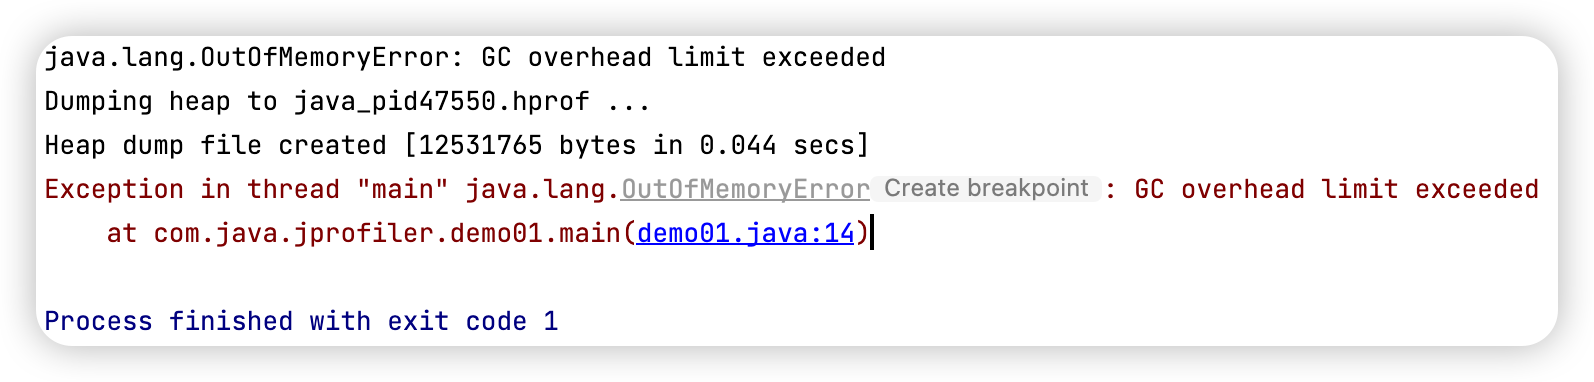 java.lang.OutOfMemoryError: GC overhead limit exceeded
Dumping heap to java_pid47550.hprof ...
Heap dump file created [12531765 bytes in 0.044 secs]
Exception in thread "main" java.lang.OutOfMemoryError Create breakpoint : GC overhead limit exceeded
    at com.java.jprofiler.demo01.main(demo01.java:14)
Process finished with exit code 1